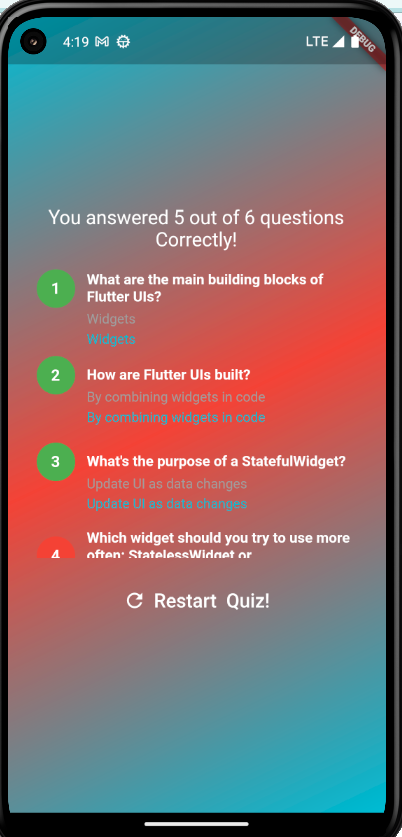 4:19
LTE
DEBUG
You answered 5 out of 6 questions
Correctly!
1
What are the main building blocks of
Flutter UIs?
Widgets
Widgets
2
How are Flutter UIs built?
By combining widgets in code
By combining widgets in code
3
What's the purpose of a StatefulWidget?
Update UI as data changes
Update UI as data changes
4
Which widget should you try to use more
often: StatelessWidget or
Restart Quiz!